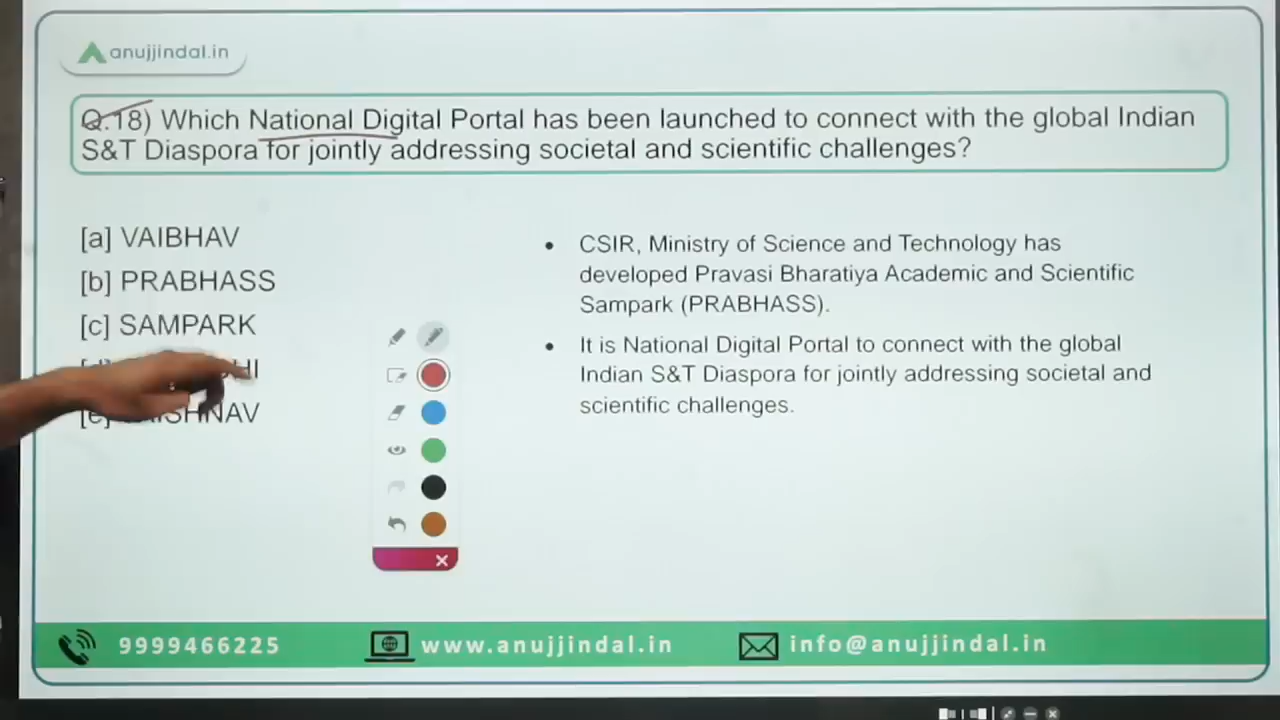 anujjindal.in
Q.18) Which National Digital Portal has been launched to connect with the global Indian
S&T Diaspora for jointly addressing societal and scientific challenges?
[a] VAIBHAV
[b] PRABHASS
[c] SAMPARK
• CSIR, Ministry of Science and Technology has
developed Pravasi Bharatiya Academic and Scientific
Sampark (PRABHASS).
• It is National Digital Portal to connect with the global
Indian S&T Diaspora for jointly addressing societal and
scientific challenges.
9999466225
www.anujjindal.in
info@anujjindal.in